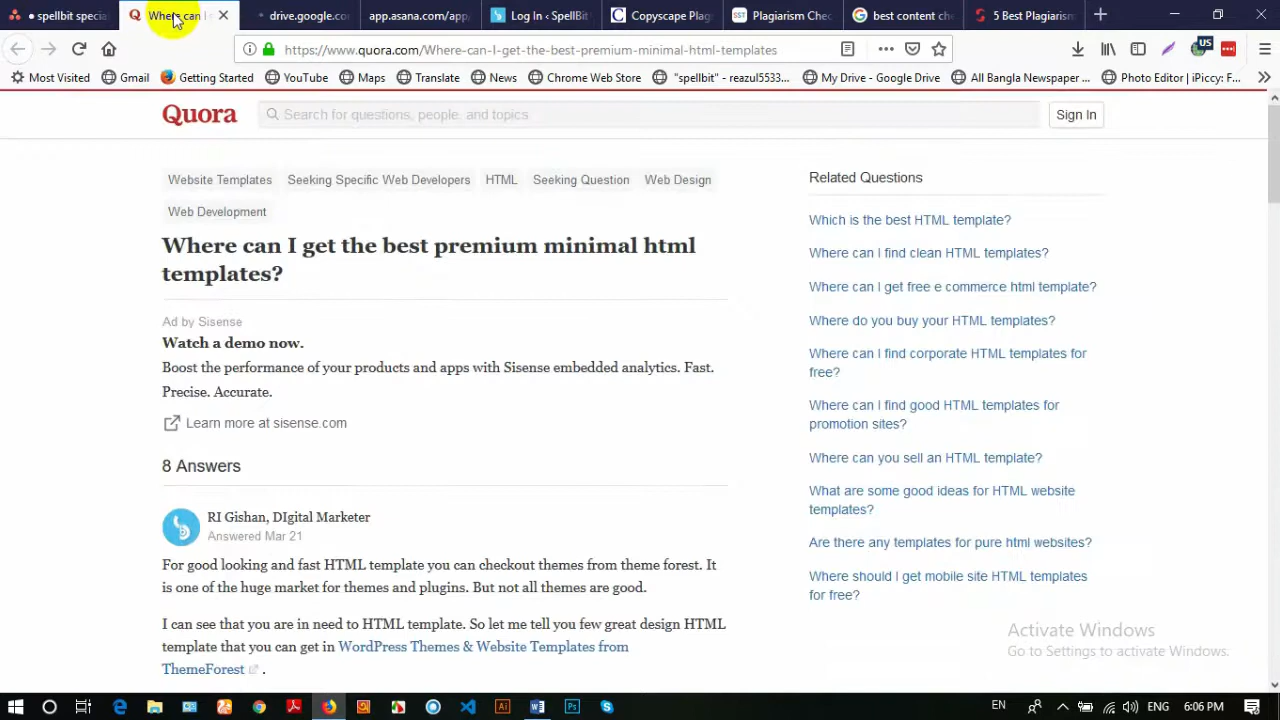 spellbit specia
Where can I
drive.google.co
app.asana.com/app/
Log In ‹ SpellBit
Copyscape Plag
Plagiarism Chec
best content che
5 Best Plagiarism
https://www.quora.com/Where-can-I-get-the-best-premium-minimal-html-templates
US
Most Visited
Gmail
Getting Started
YouTube
Maps
Translate
News
Chrome Web Store
"spellbit" - reazul5533...
My Drive - Google Drive
All Bangla Newspaper ...
Photo Editor | iPiccy: F...
Quora
Search for questions, people, and topics
Sign In
Website Templates
Seeking Specific Web Developers
HTML
Seeking Question
Web Design
Web Development
Where can I get the best premium minimal html
templates?
Ad by Sisense
Watch a demo now.
Boost the performance of your products and apps with Sisense embedded analytics. Fast.
Precise. Accurate.
Learn more at sisense.com
8 Answers
RI Gishan, DIgital Marketer
Answered Mar 21
For good looking and fast HTML template you can checkout themes from theme forest. It
is one of the huge market for themes and plugins. But not all themes are good.
I can see that you are in need to HTML template. So let me tell you few great design HTML
template that you can get in WordPress Themes & Website Templates from
ThemeForest .
Related Questions
Which is the best HTML template?
Where can I find clean HTML templates?
Where can I get free e commerce html template?
Where do you buy your HTML templates?
Where can I find corporate HTML templates for
free?
Where can I find good HTML templates for
promotion sites?
Where can you sell an HTML template?
What are some good ideas for HTML website
templates?
Are there any templates for pure html websites?
Where should I get mobile site HTML templates
for free?
Activate Windows
Go to Settings to activate Windows.
EN
ENG
6:06 PM